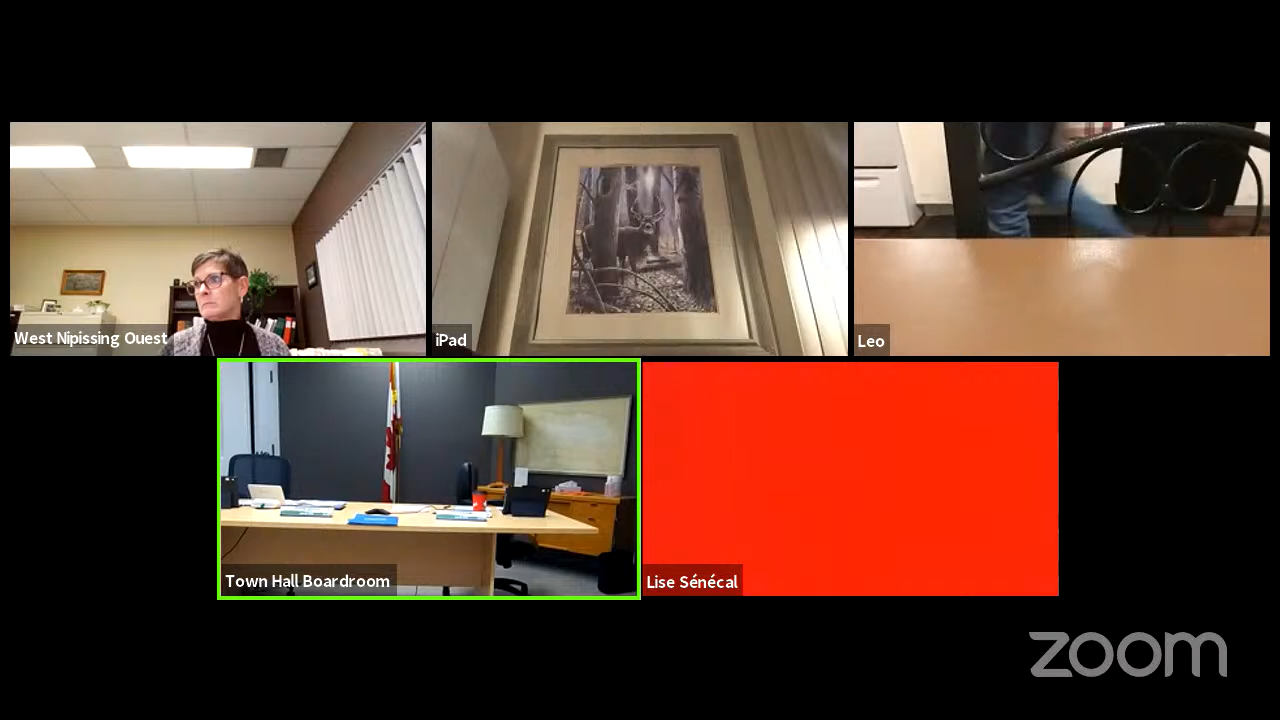 West Nipissing Ouest
iPad
Leo
Town Hall Boardroom
Lise Sénécal
zoom